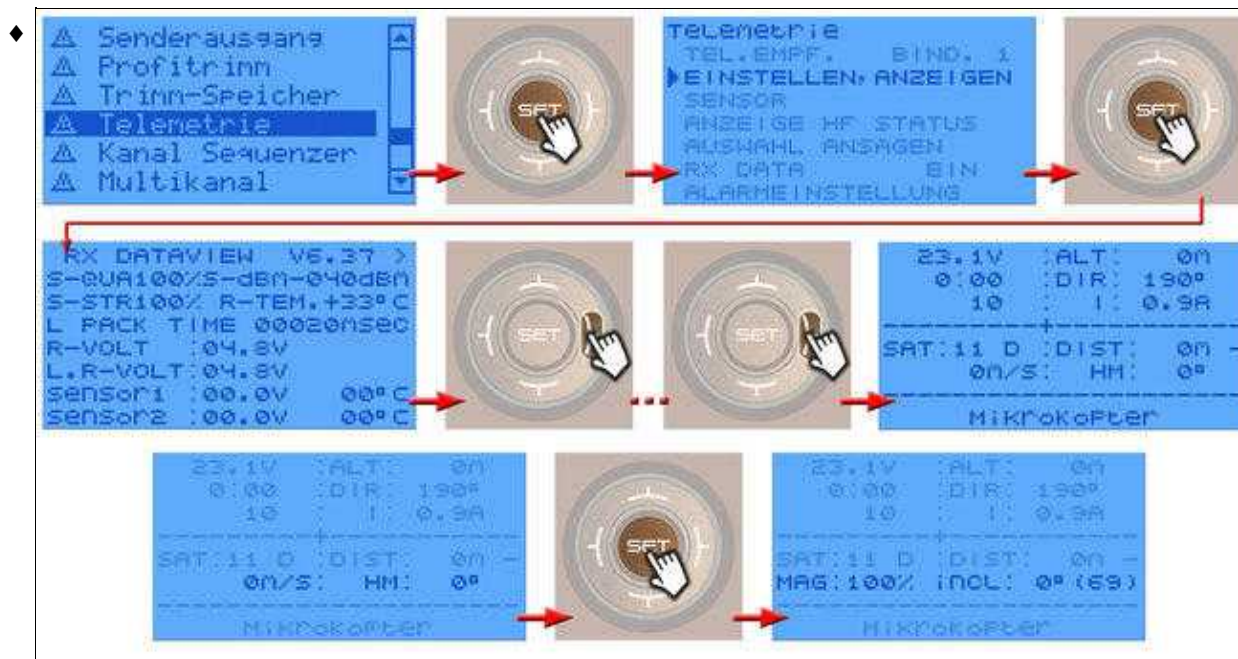 Senderausgang
Profitrimm
Trimm-Speicher
Telemetrie
Kanal Sequenzer
Multikanal
SET
Telemetrie
TEL.EMPF. BIND. 1
EINSTELLEN, ANZEIGEN
SENSOR
ANZEIGE HF STATUS
AUSWAHL ANSAGEN
RX DATA EIN
ALARMEINSTELLUNG
SET
RX DATAVIEW V6.37 >
S-QUA100%S-dBm-040dBm
S-STR100% R-TEM.+33°C
L PACK TIME 00020msec
R-VOLT :04.8V
L.R-VOLT:04.8V
sensor1 :00.0V 00°C
sensor2 :00.0V 00°C
SET
SET
23.1V :ALT: 0m
0:00 :DIR: 190°
10 : I: 0.9A
SAT:11 D :DIST: 0m -
0m/s: HM: 0°
MikroKopter
23.1V :ALT: 0m
0:00 :DIR: 190°
10 : I: 0.9A
SAT:11 D :DIST: 0m -
0m/s: HM: 0°
MikroKopter
SET
23.1V :ALT: 0m
0:00 :DIR: 190°
10 : I: 0.9A
SAT:11 D :DIST: 0m -
MAG:100% incl: 0°(69)
MikroKopter